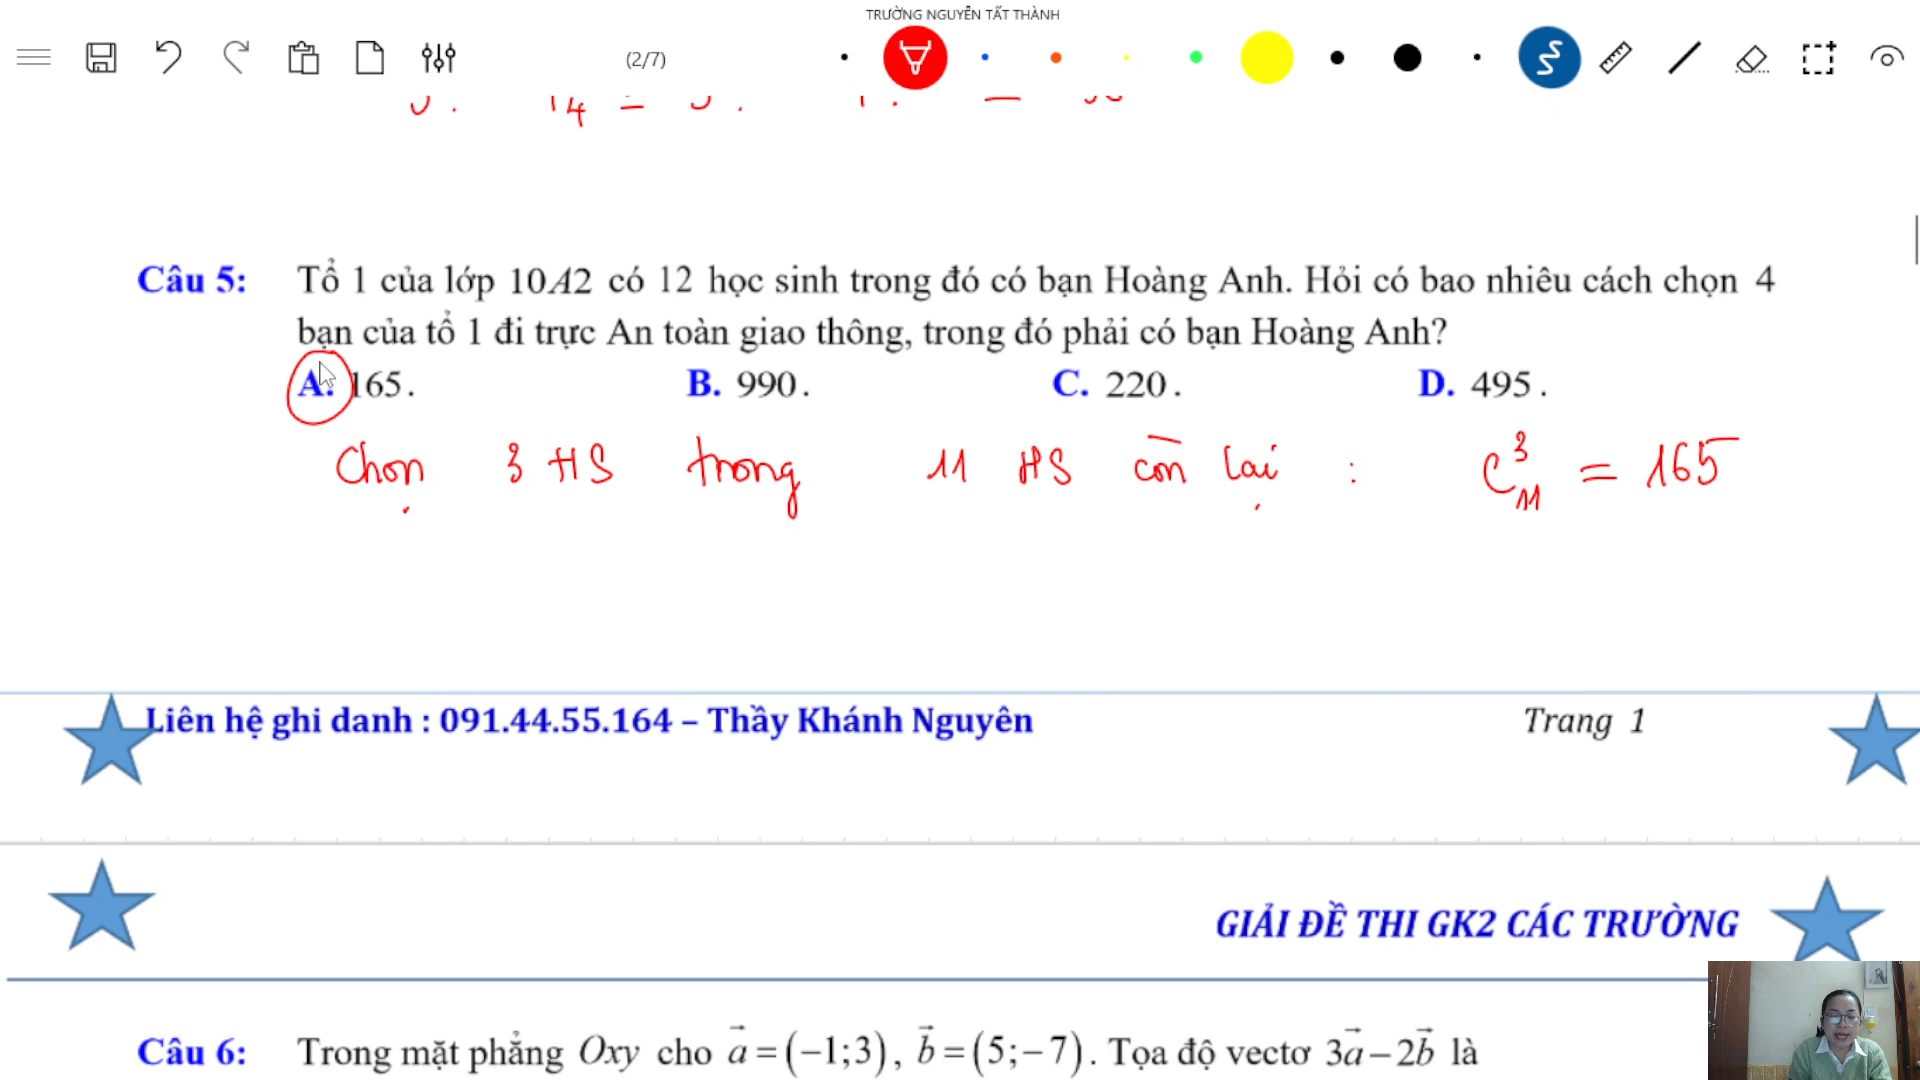 TRƯỜNG NGUYỄN TẤT THÀNH
(2/7)
Câu 5: Tổ 1 của lớp 10A2 có 12 học sinh trong đó có bạn Hoàng Anh. Hỏi có bao nhiêu cách chọn 4
bạn của tổ 1 đi trực An toàn giao thông, trong đó phải có bạn Hoàng Anh?
A. 165. B. 990. C. 220. D. 495.
Chọn 3 HS trong 11 HS còn lại : C₁₁³ = 165
Liên hệ ghi danh : 091.44.55.164 – Thầy Khánh Nguyên Trang 1
GIẢI ĐỀ THI GK2 CÁC TRƯỜNG
Câu 6: Trong mặt phẳng Oxy cho a⃗ = (−1;3), b⃗ = (5;−7). Tọa độ vectơ 3a⃗ − 2b⃗ là